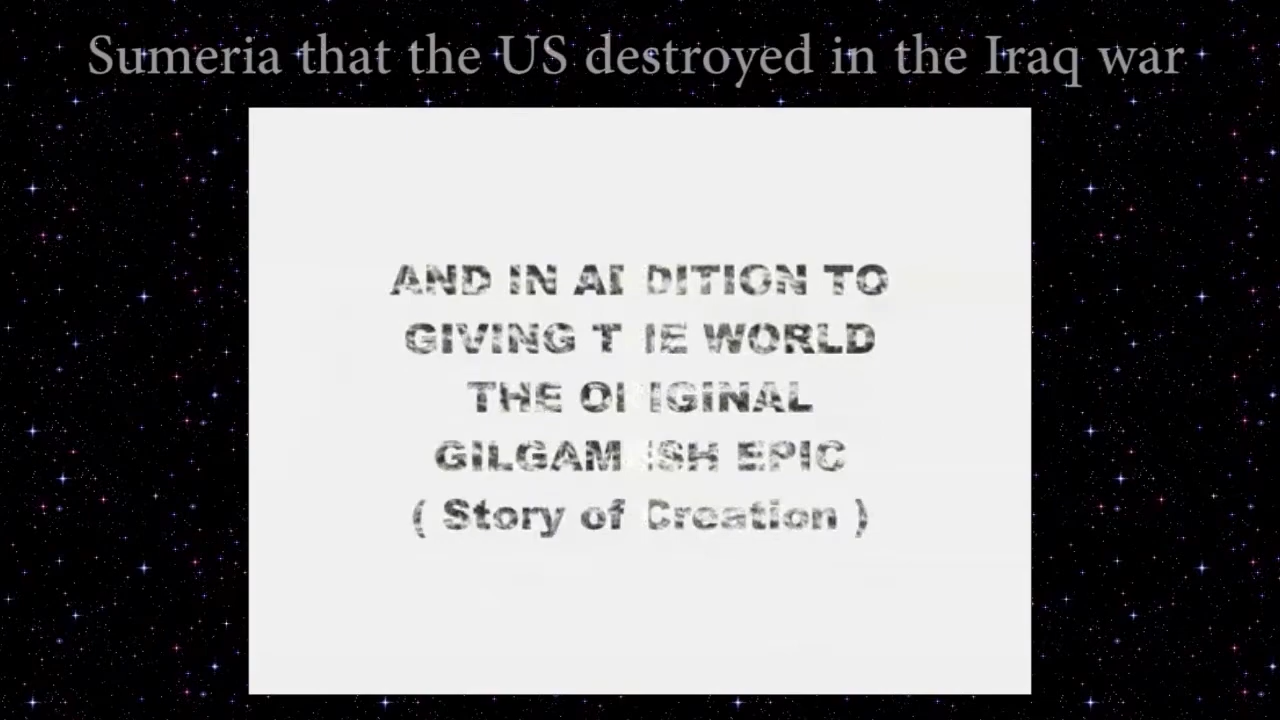 Sumeria that the US destroyed in the Iraq war
AND IN ADDITION TO
GIVING THE WORLD
THE ORIGINAL
GILGAMESH EPIC
( Story of Creation )